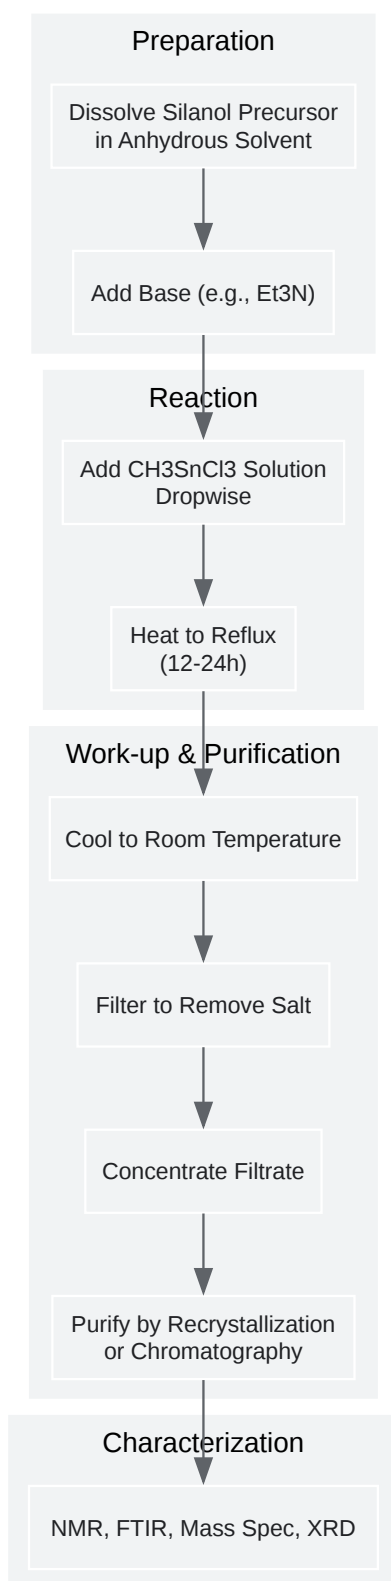 Preparation
Dissolve Silanol Precursor
in Anhydrous Solvent
Add Base (e.g., Et3N)
Reaction
Add CH3SnCl3 Solution
Dropwise
Heat to Reflux
(12-24h)
Work-up & Purification
Cool to Room Temperature
Filter to Remove Salt
Concentrate Filtrate
Purify by Recrystallization
or Chromatography
Characterization
NMR, FTIR, Mass Spec, XRD